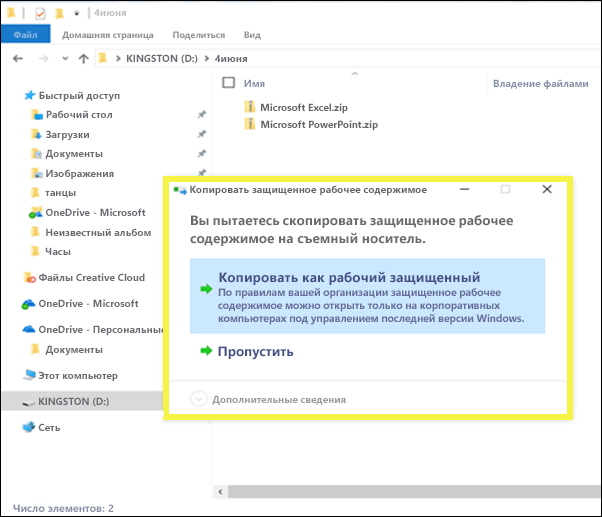 4июня
Файл Домашняя страница Поделиться Вид
KINGSTON (D:) 4июня
Быстрый доступ
Рабочий стол
Загрузки
Документы
Изображения
танцы
OneDrive - Microsoft
Неизвестный альбом
Часы
Файлы Creative Cloud
OneDrive - Microsoft
OneDrive - Персональные
Документы
Этот компьютер
KINGSTON (D:)
Сеть
Имя Владение файлами
Microsoft Excel.zip
Microsoft PowerPoint.zip
Копировать защищенное рабочее содержимое
Вы пытаетесь скопировать защищенное рабочее
содержимое на съемный носитель.
Копировать как рабочий защищенный
По правилам вашей организации защищенное рабочее
содержимое можно открыть только на корпоративных
компьютерах под управлением последней версии Windows.
Пропустить
Дополнительные сведения
Число элементов: 2